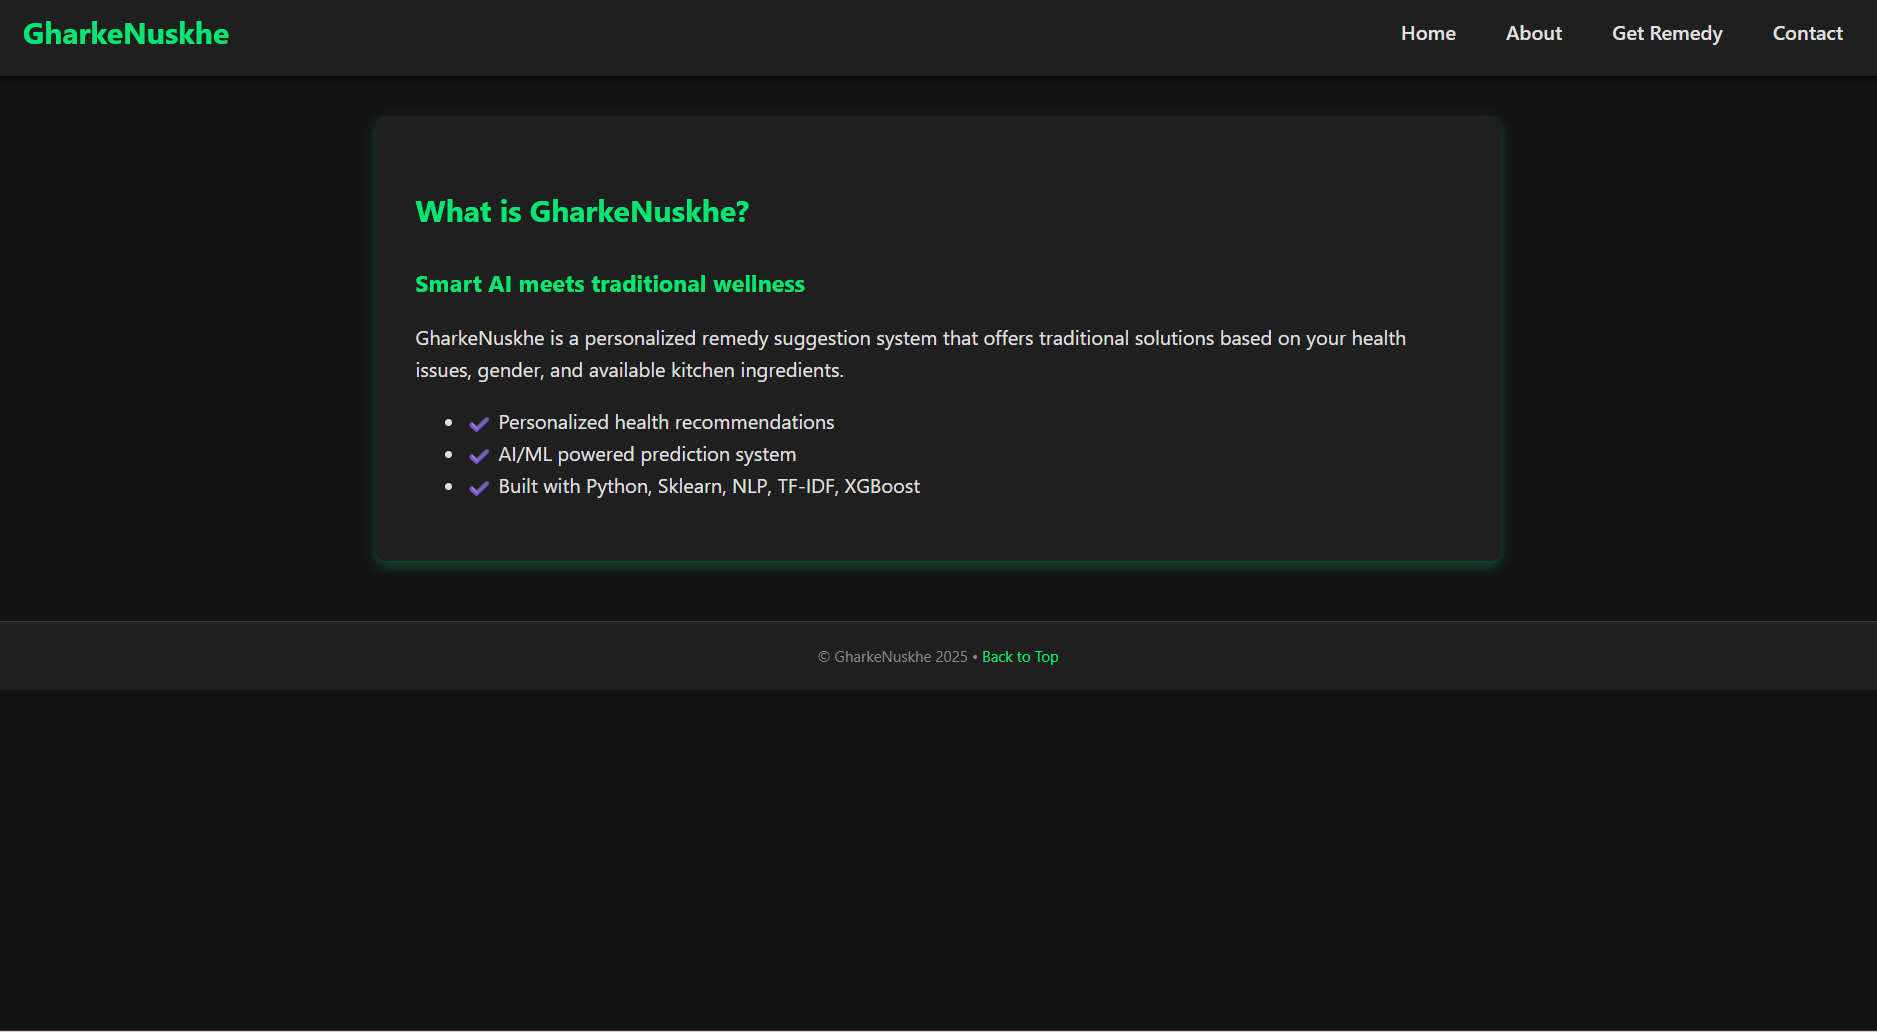 GharkeNuskhe
Home About Get Remedy Contact
What is GharkeNuskhe?
Smart AI meets traditional wellness
GharkeNuskhe is a personalized remedy suggestion system that offers traditional solutions based on your health
issues, gender, and available kitchen ingredients.
• ✔ Personalized health recommendations
• ✔ AI/ML powered prediction system
• ✔ Built with Python, Sklearn, NLP, TF-IDF, XGBoost
© GharkeNuskhe 2025 • Back to Top